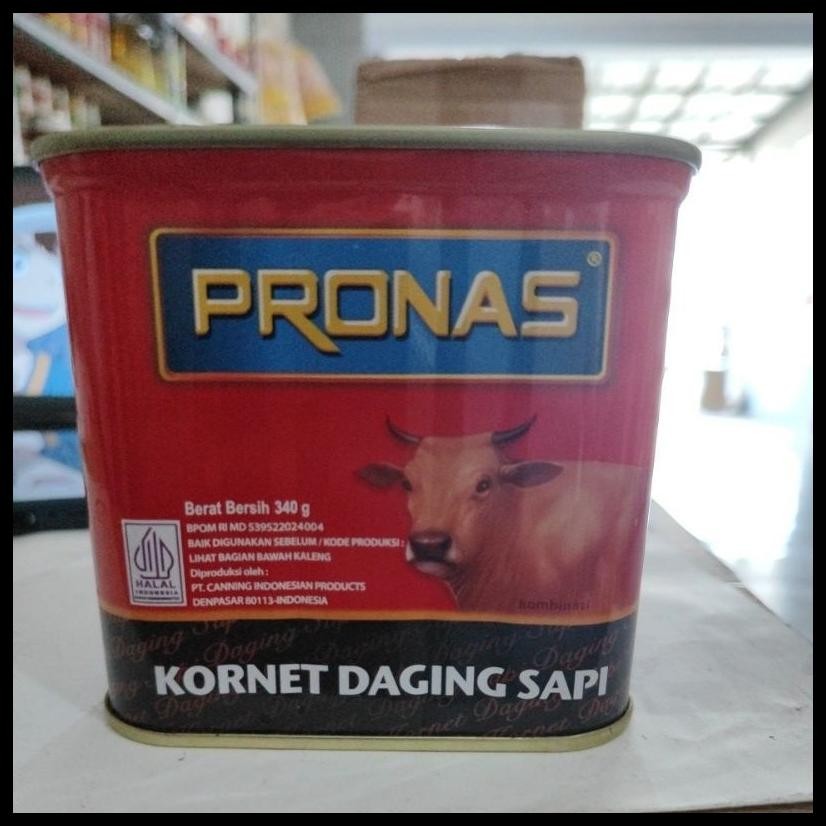 PRONAS®
Berat Bersih 340 g
BPOM RI MD 539522024004
BAIK DIGUNAKAN SEBELUM / KODE PRODUKSI :
LIHAT BAGIAN BAWAH KALENG
Diproduksi oleh :
PT. CANNING INDONESIAN PRODUCTS
DENPASAR 80113-INDONESIA
HALAL
INDONESIA
kombinasi
KORNET DAGING SAPI